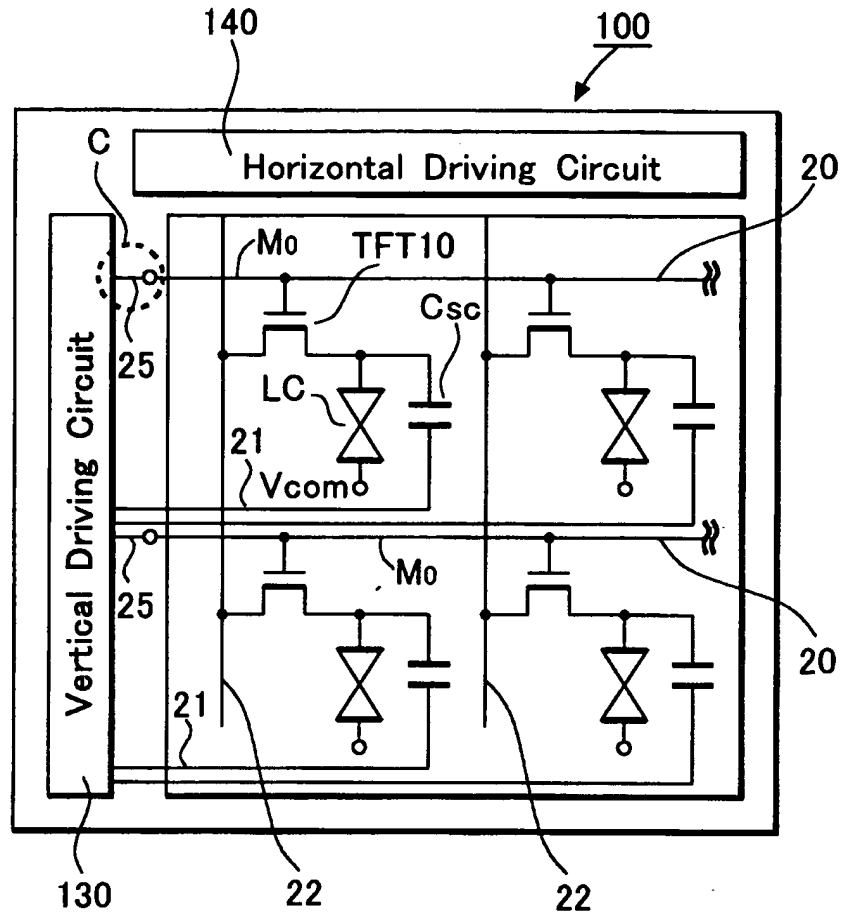 140
100
C
Horizontal Driving Circuit
20
M0
TFT10
25
Csc
LC
21
Vcom
Vertical Driving Circuit
25
M0
20
21
130
22
22